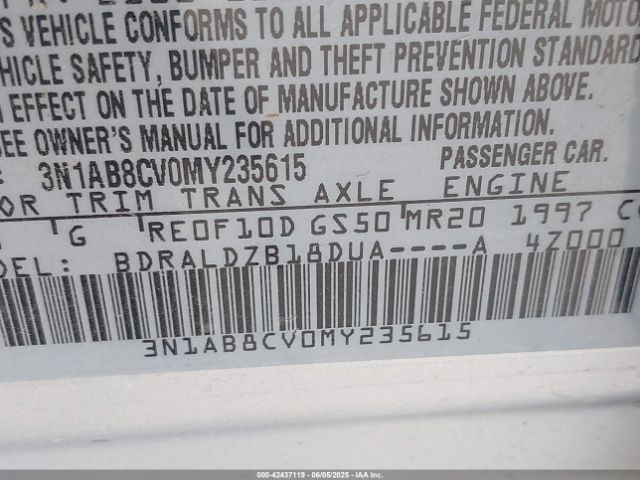 S VEHICLE CONFORMS TO ALL APPLICABLE FEDERAL MOTO
HICLE SAFETY, BUMPER AND THEFT PREVENTION STANDARD
EFFECT ON THE DATE OF MANUFACTURE SHOWN ABOVE.
EE OWNER'S MANUAL FOR ADDITIONAL INFORMATION.
: 3N1AB8CV0MY235615 PASSENGER CAR.
OR TRIM TRANS AXLE ENGINE
G RE0F10D GS50 MR20 1997 C
DEL: BDRALDZB18DUA----A 4Z000
3N1AB8CV0MY235615
000-42437119 | 06/05/2025 - Copyright IAA, Inc.